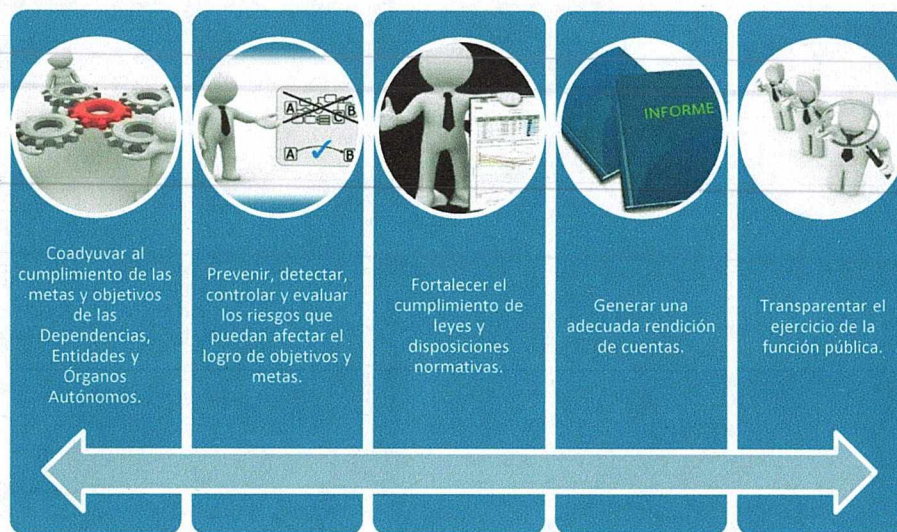 A
B
C
A
B
INFORME
Coadyuvar al
cumplimiento de las
metas y objetivos
de las
Dependencias,
Entidades y
Órganos
Autónomos.
Prevenir, detectar,
controlar y evaluar
los riesgos que
puedan afectar el
logro de objetivos y
metas.
Fortalecer el
cumplimiento de
leyes y
disposiciones
normativas.
Generar una
adecuada rendición
de cuentas.
Transparentar el
ejercicio de la
función pública.